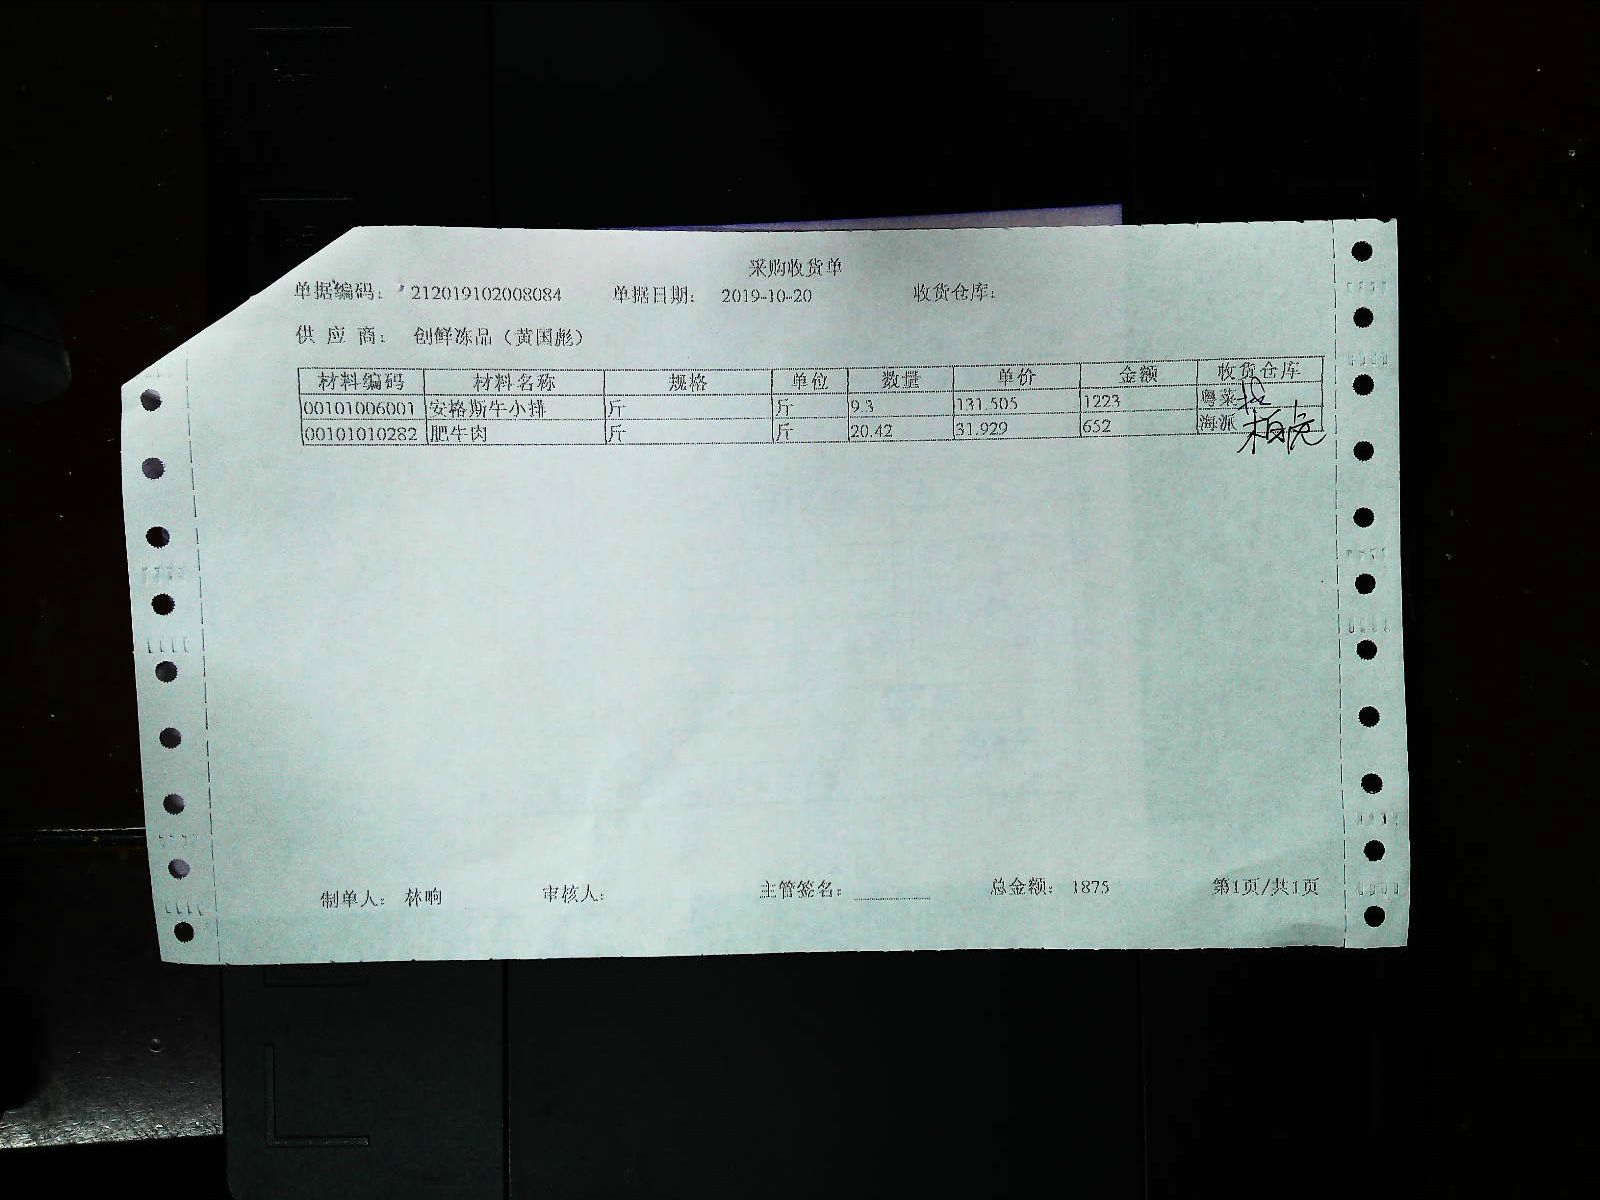 采购收货单
单据编码： 212019102008084 单据日期： 2019-10-20 收货仓库：
供 应 商： 创鲜冻品（黄国彪）
材料编码 材料名称 规格 单位 数量 单价 金额 收货仓库
00101006001 安格斯牛小排 斤 斤 9.3 131.505 1223 粤菜
00101010282 肥牛肉 斤 斤 20.42 31.929 652 海派
制单人： 林响 审核人： 主管签名： 总金额： 1875 第1页/共1页